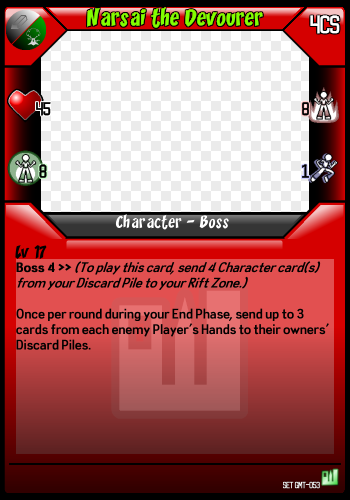 Narsai the Devourer
4CS
45
8
8
1
Character - Boss
Lv 17
Boss 4 >> (To play this card, send 4 Character card(s)
from your Discard Pile to your Rift Zone.)
Once per round during your End Phase, send up to 3
cards from each enemy Player's Hands to their owners'
Discard Piles.
SET GMT-053